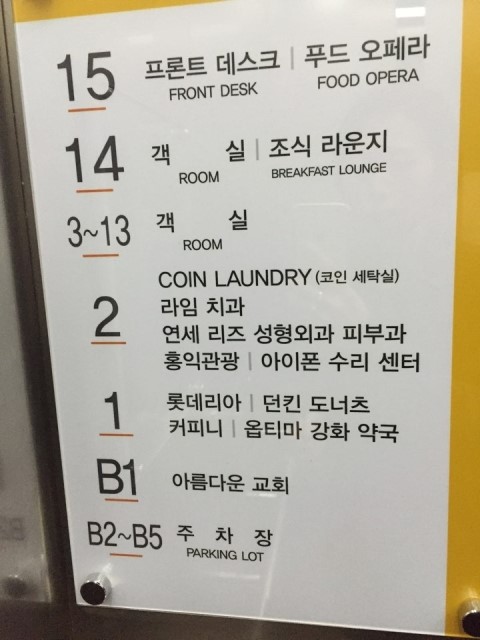 15 프론트 데스크 | 푸드 오페라
FRONT DESK FOOD OPERA
14 객 실 | 조식 라운지
ROOM BREAKFAST LOUNGE
3~13 객 실
ROOM
COIN LAUNDRY (코인 세탁실)
2 라임 치과
연세 리즈 성형외과 피부과
홍익관광 | 아이폰 수리 센터
1 롯데리아 | 던킨 도너츠
커피니 | 옵티마 강화 약국
B1 아름다운 교회
B2~B5 주 차 장
PARKING LOT